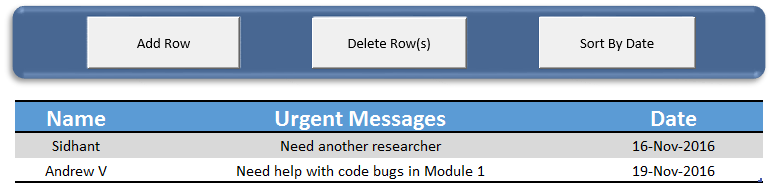 Add Row Delete Row(s) Sort By Date
Name Urgent Messages Date
Sidhant Need another researcher 16-Nov-2016
Andrew V Need help with code bugs in Module 1 19-Nov-2016